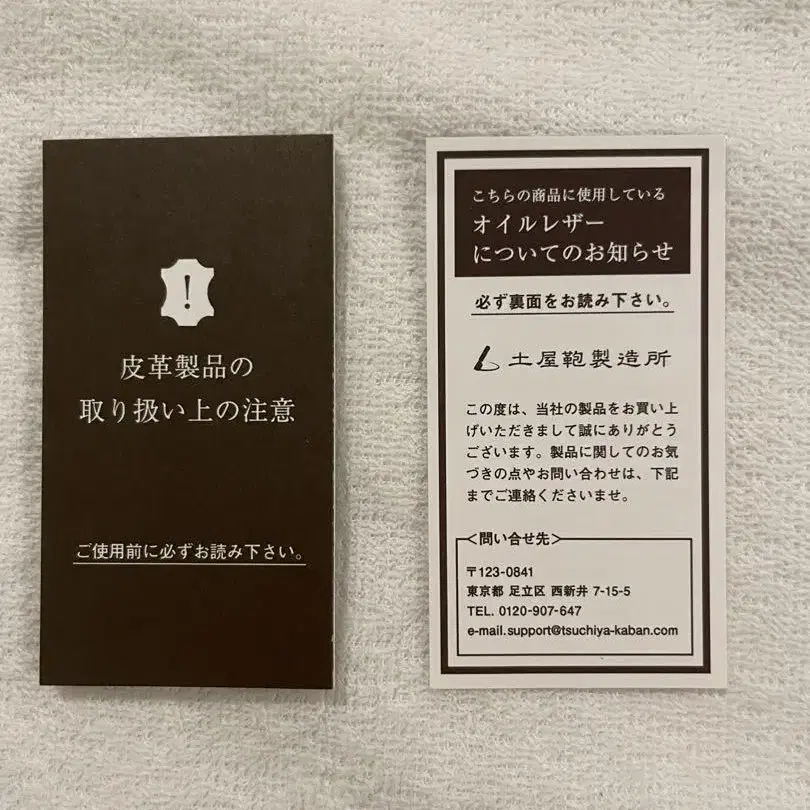 !
皮革製品の
取り扱い上の注意
ご使用前に必ずお読み下さい。
こちらの商品に使用している
オイルレザー
についてのお知らせ
必ず裏面をお読み下さい。
土屋鞄製造所
この度は、当社の製品をお買い上
げいただきまして誠にありがとう
ございます。製品に関してのお気
づきの点やお問い合わせは、下記
までご連絡くださいませ。
<問い合せ先>
〒123-0841
東京都 足立区 西新井 7-15-5
TEL. 0120-907-647
e-mail.support@tsuchiya-kaban.com